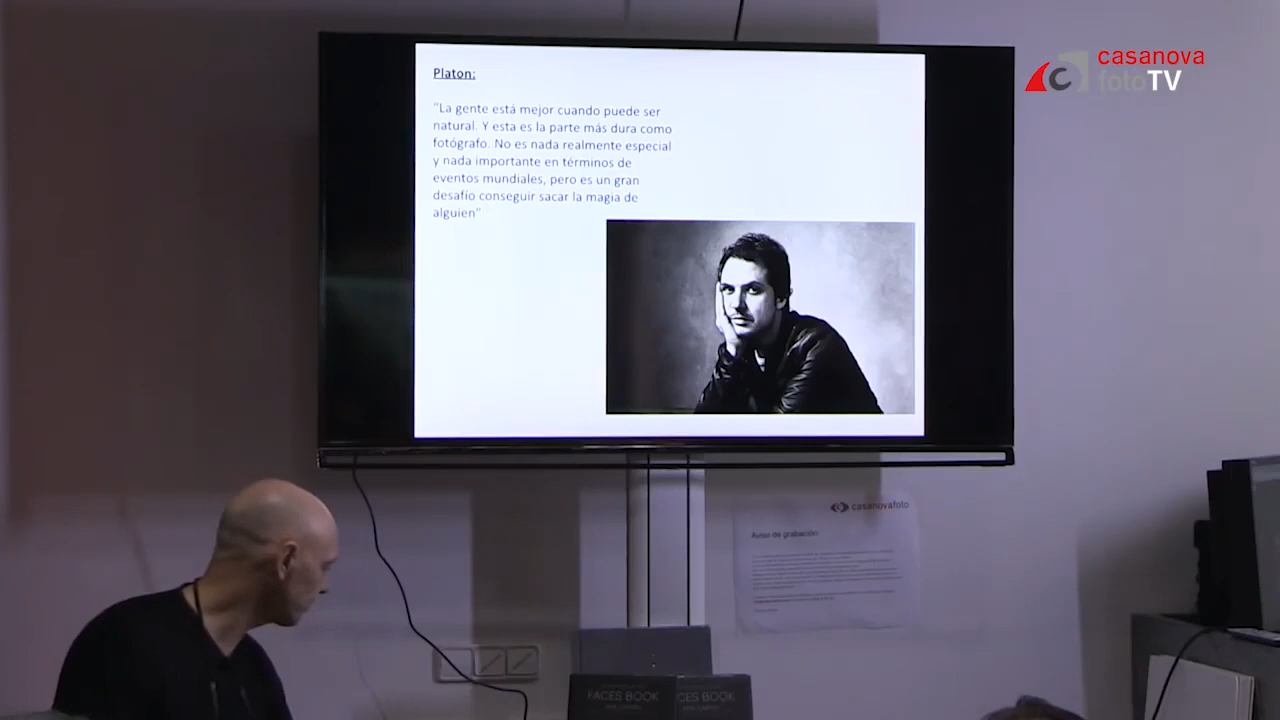 casanova
fotoTV
Platon:
"La gente está mejor cuando puede ser
natural. Y esta es la parte más dura como
fotógrafo. No es nada realmente especial
y nada importante en términos de
eventos mundiales, pero es un gran
desafío conseguir sacar la magia de
alguien"
casanovafoto
Aviso de grabación
FACES BOOK
CES BOOK